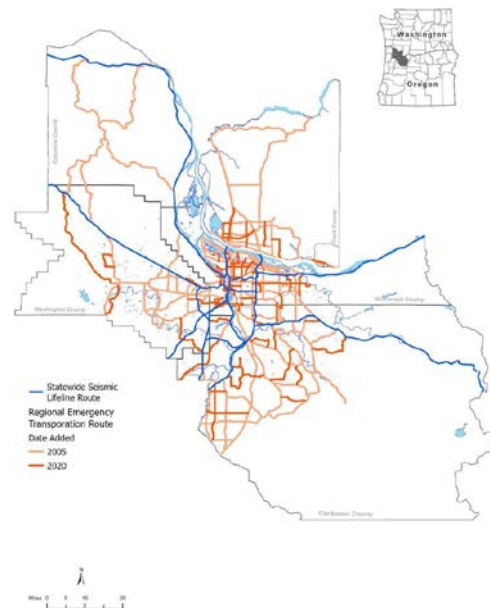 Washington
Oregon
Columbia County
Clark County
Washington County
Multnomah County
Statewide Seismic
Lifeline Route
Regional Emergency
Transporation Route
Date Added
2005
2020
Clackamas County
N
Miles 0 5 10 20